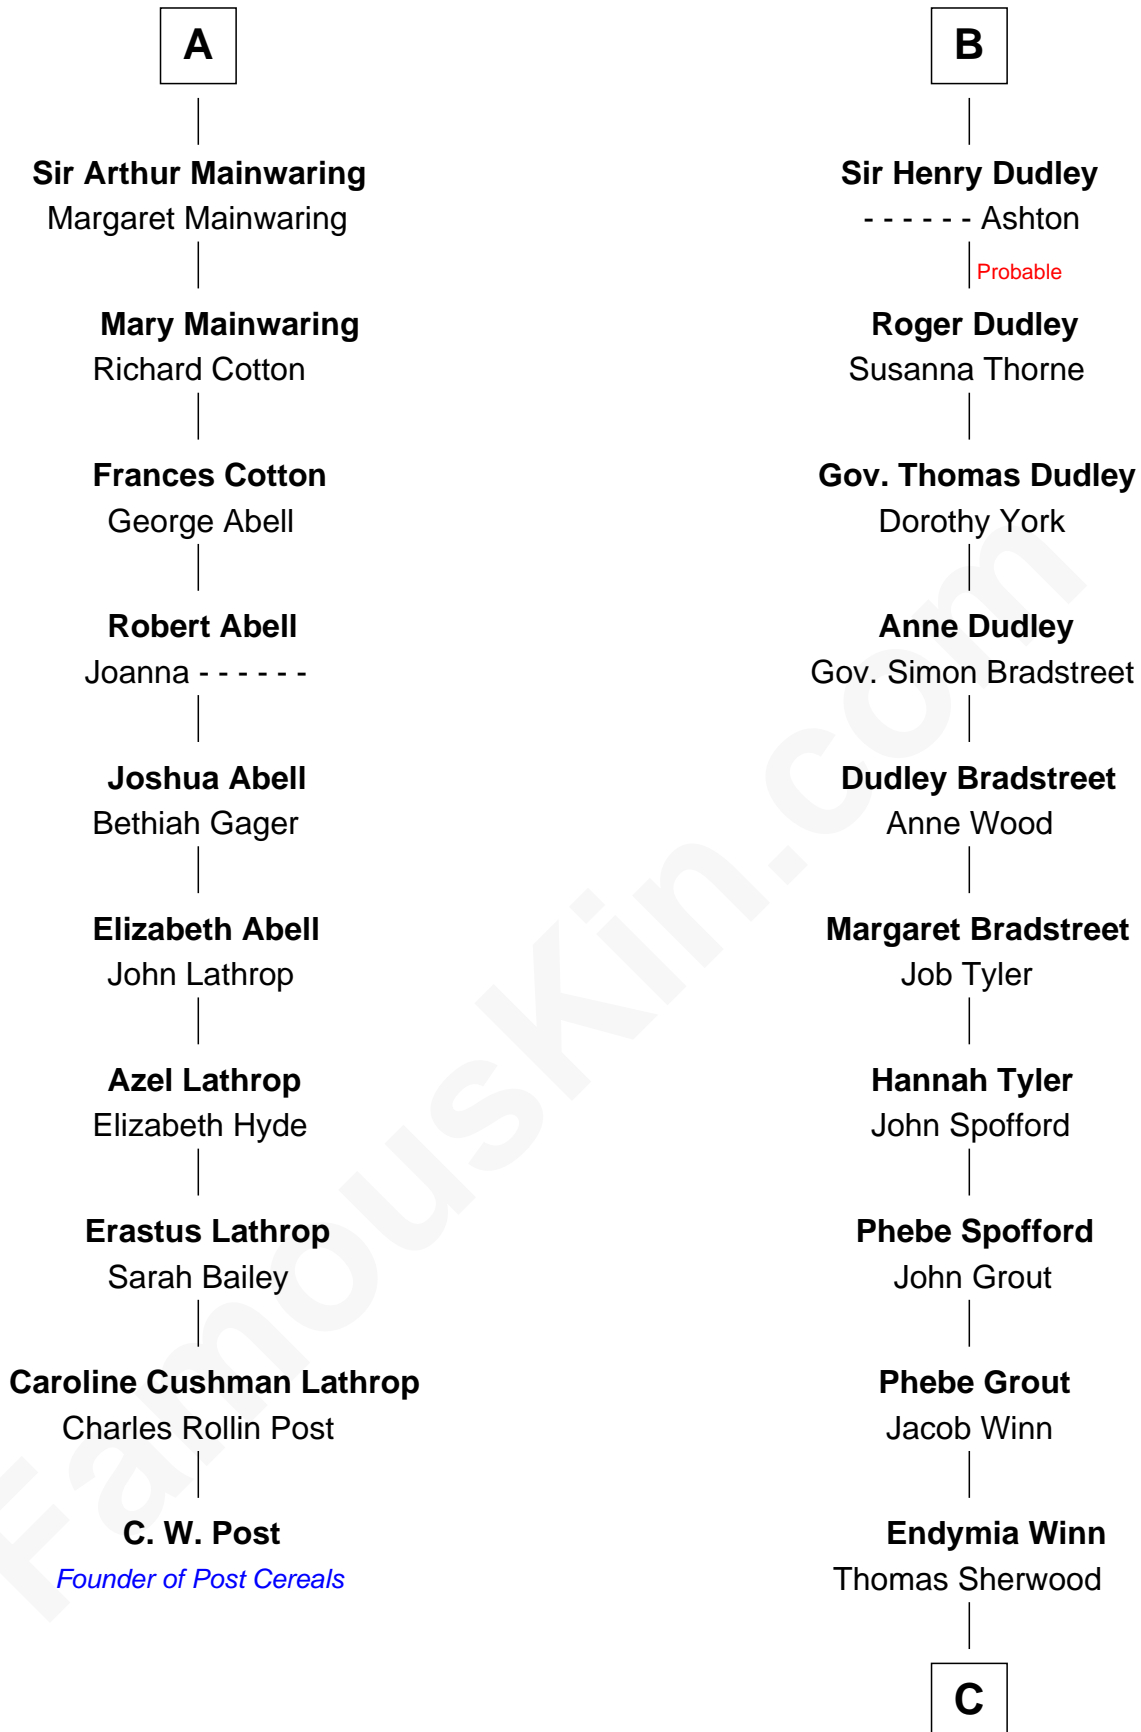 A
Sir Arthur Mainwaring
Margaret Mainwaring
Mary Mainwaring
Richard Cotton
Frances Cotton
George Abell
Robert Abell
Joanna - - - - - -
Joshua Abell
Bethiah Gager
Elizabeth Abell
John Lathrop
Azel Lathrop
Elizabeth Hyde
Erastus Lathrop
Sarah Bailey
Caroline Cushman Lathrop
Charles Rollin Post
C. W. Post
Founder of Post Cereals
B
Sir Henry Dudley
- - - - - - Ashton
Probable
Roger Dudley
Susanna Thorne
Gov. Thomas Dudley
Dorothy York
Anne Dudley
Gov. Simon Bradstreet
Dudley Bradstreet
Anne Wood
Margaret Bradstreet
Job Tyler
Hannah Tyler
John Spofford
Phebe Spofford
John Grout
Phebe Grout
Jacob Winn
Endymia Winn
Thomas Sherwood
C
FamousKin.com